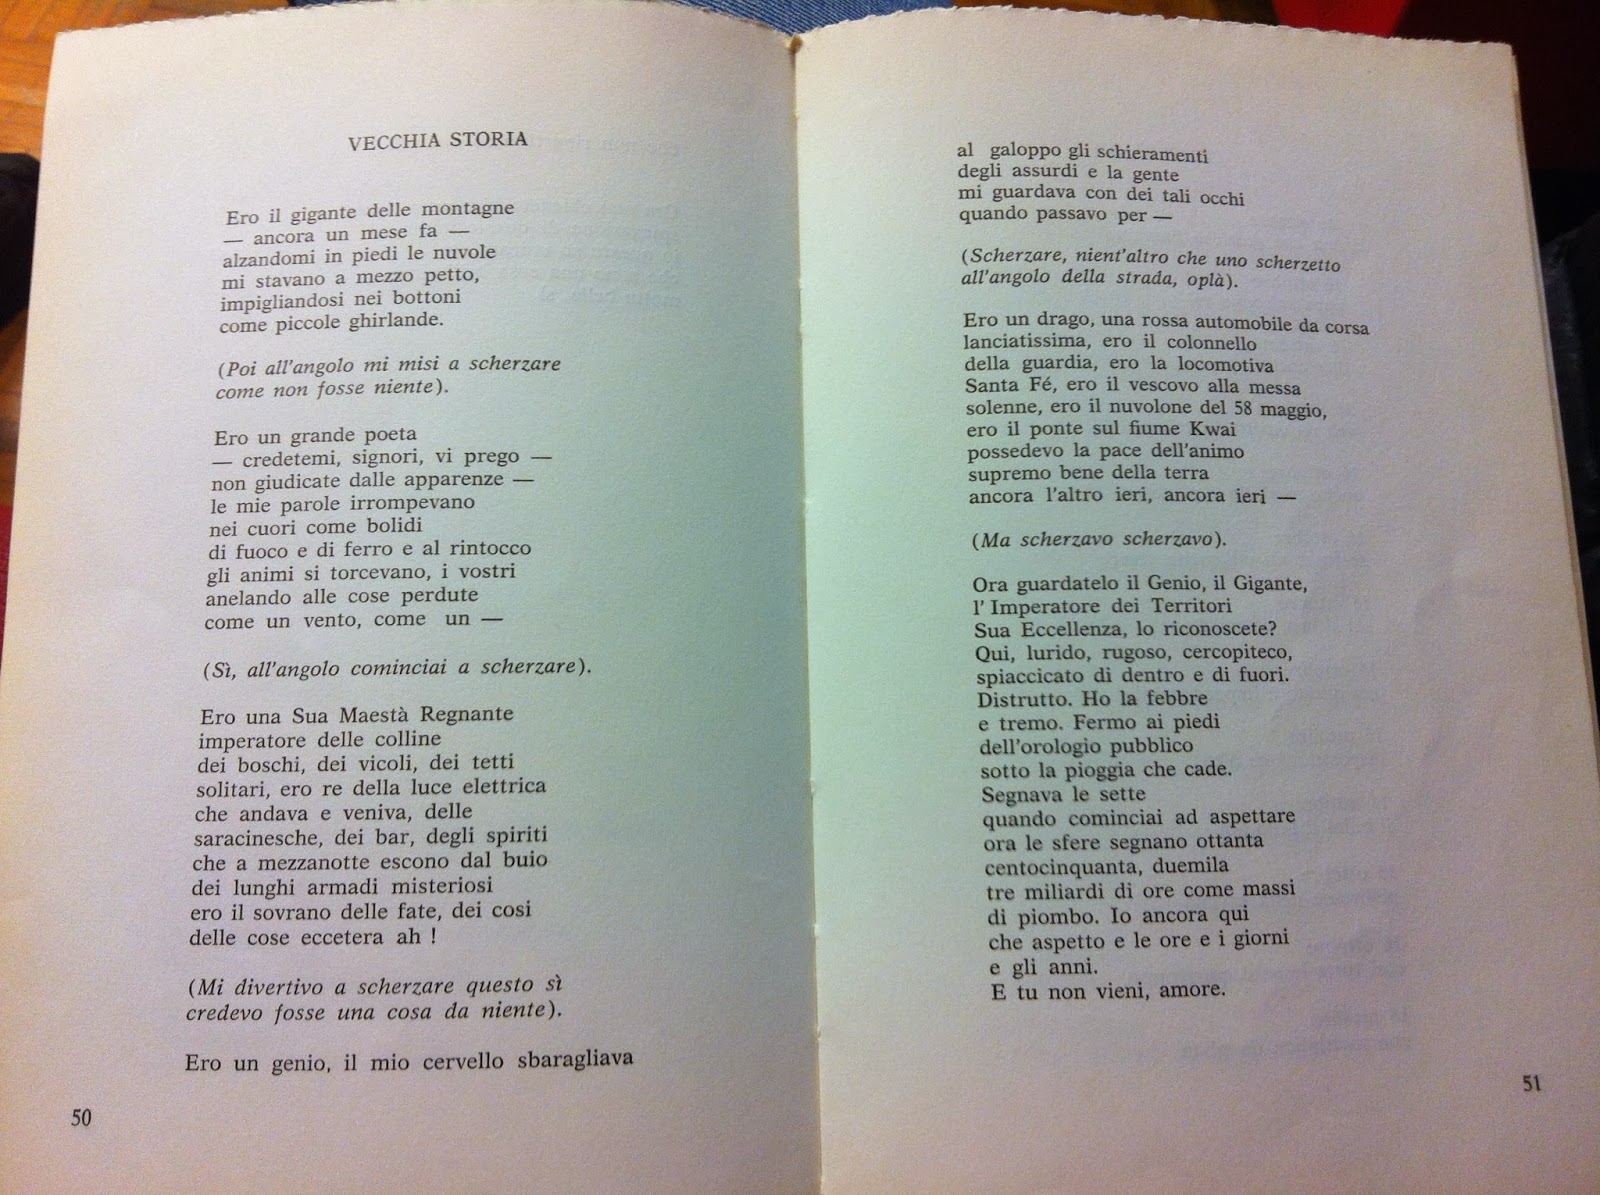 VECCHIA STORIA
Ero il gigante delle montagne
— ancora un mese fa —
alzandomi in piedi le nuvole
mi stavano a mezzo petto,
impigliandosi nei bottoni
come piccole ghirlande.
(Poi all'angolo mi misi a scherzare
come non fosse niente).
Ero un grande poeta
— credetemi, signori, vi prego —
non giudicate dalle apparenze —
le mie parole irrompevano
nei cuori come bolidi
di fuoco e di ferro e al rintocco
gli animi si torcevano, i vostri
anelando alle cose perdute
come un vento, come un —
(Sì, all'angolo cominciai a scherzare).
Ero una Sua Maestà Regnante
imperatore delle colline
dei boschi, dei vicoli, dei tetti
solitari, ero re della luce elettrica
che andava e veniva, delle
saracinesche, dei bar, degli spiriti
che a mezzanotte escono dal buio
dei lunghi armadi misteriosi
ero il sovrano delle fate, dei cosi
delle cose eccetera ah !
(Mi divertivo a scherzare questo sì
credevo fosse una cosa da niente).
Ero un genio, il mio cervello sbaragliava
50
al galoppo gli schieramenti
degli assurdi e la gente
mi guardava con dei tali occhi
quando passavo per —
(Scherzare, nient'altro che uno scherzetto
all'angolo della strada, oplà).
Ero un drago, una rossa automobile da corsa
lanciatissima, ero il colonnello
della guardia, ero la locomotiva
Santa Fé, ero il vescovo alla messa
solenne, ero il nuvolone del 58 maggio,
ero il ponte sul fiume Kwai
possedevo la pace dell'animo
supremo bene della terra
ancora l'altro ieri, ancora ieri —
(Ma scherzavo scherzavo).
Ora guardatelo il Genio, il Gigante,
l' Imperatore dei Territori
Sua Eccellenza, lo riconoscete?
Qui, lurido, rugoso, cercopiteco,
spiaccicato di dentro e di fuori.
Distrutto. Ho la febbre
e tremo. Fermo ai piedi
dell'orologio pubblico
sotto la pioggia che cade.
Segnava le sette
quando cominciai ad aspettare
ora le sfere segnano ottanta
centocinquanta, duemila
tre miliardi di ore come massi
di piombo. Io ancora qui
che aspetto e le ore e i giorni
e gli anni.
E tu non vieni, amore.
51